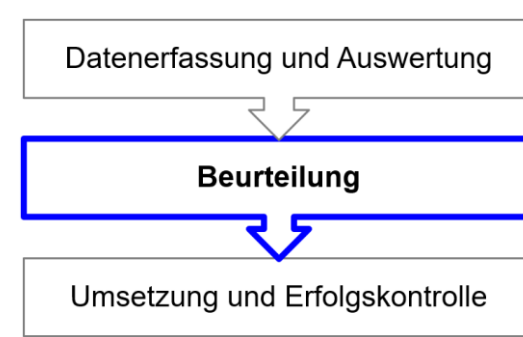 Datenerfassung und Auswertung
Beurteilung
Umsetzung und Erfolgskontrolle